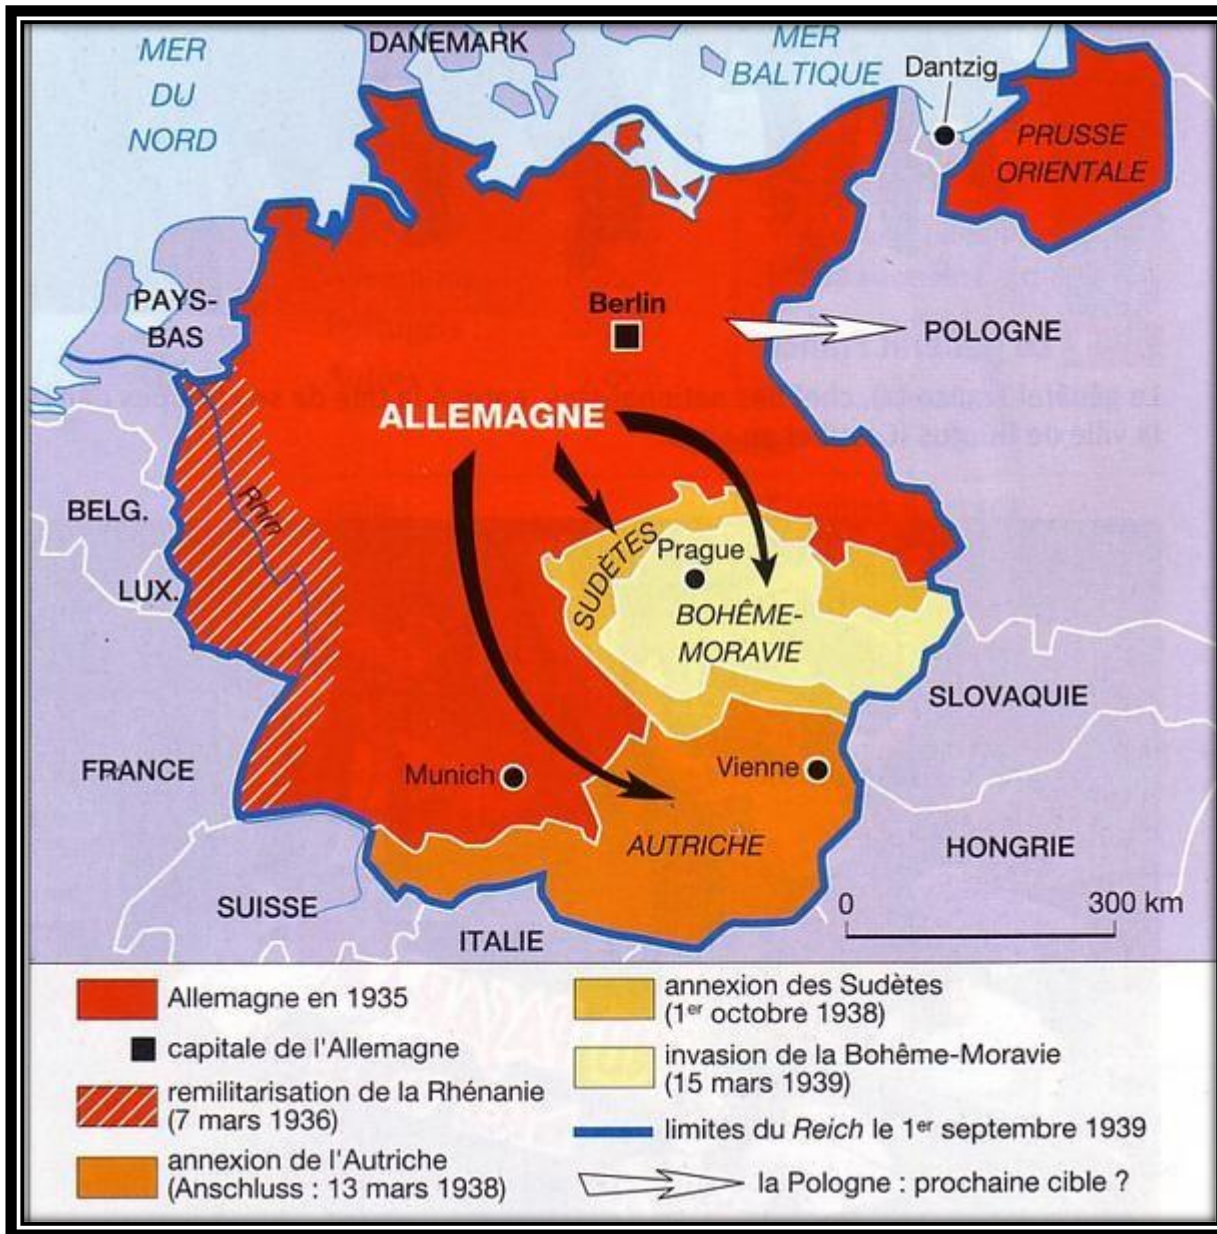 MER
DU
NORD
DANEMARK
MER
BALTIQUE
Dantzig
PRUSSE
ORIENTALE
PAYS-
BAS
Berlin
POLOGNE
ALLEMAGNE
BELG.
Rhin
LUX.
SUDÈTES
Prague
BOHÊME-
MORAVIE
SLOVAQUIE
FRANCE
Munich
Vienne
AUTRICHE
HONGRIE
SUISSE
ITALIE
0 300 km
Allemagne en 1935
capitale de l'Allemagne
remilitarisation de la Rhénanie
(7 mars 1936)
annexion de l'Autriche
(Anschluss : 13 mars 1938)
annexion des Sudètes
(1er octobre 1938)
invasion de la Bohême-Moravie
(15 mars 1939)
limites du Reich le 1er septembre 1939
la Pologne : prochaine cible ?